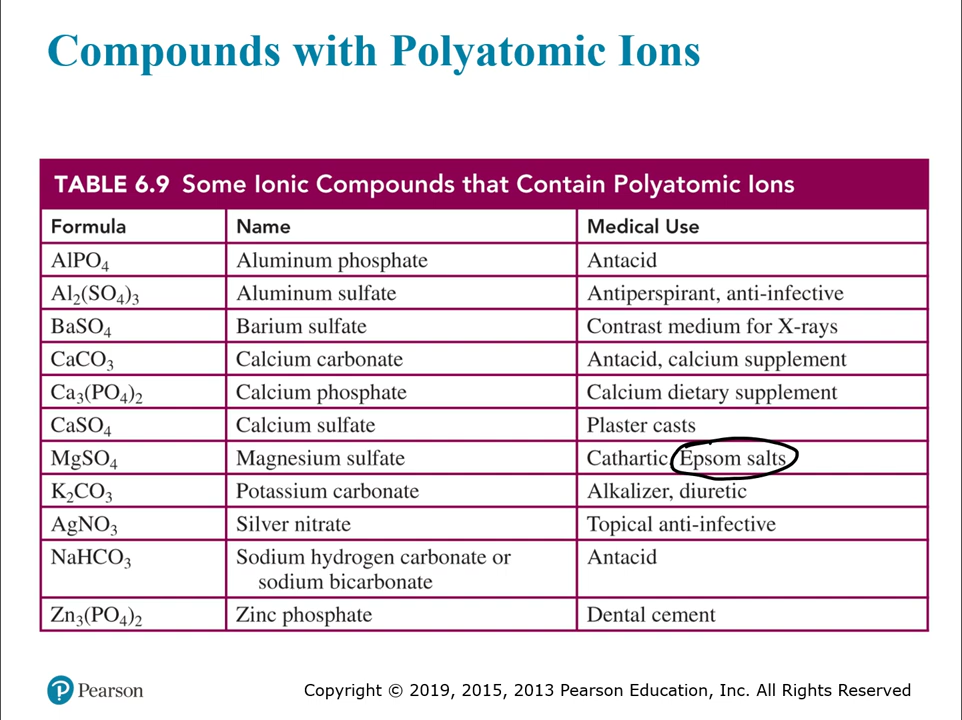 Compounds with Polyatomic Ions
TABLE 6.9 Some Ionic Compounds that Contain Polyatomic Ions
Formula Name Medical Use
AlPO₄ Aluminum phosphate Antacid
Al₂(SO₄)₃ Aluminum sulfate Antiperspirant, anti-infective
BaSO₄ Barium sulfate Contrast medium for X-rays
CaCO₃ Calcium carbonate Antacid, calcium supplement
Ca₃(PO₄)₂ Calcium phosphate Calcium dietary supplement
CaSO₄ Calcium sulfate Plaster casts
MgSO₄ Magnesium sulfate Cathartic, Epsom salts
K₂CO₃ Potassium carbonate Alkalizer, diuretic
AgNO₃ Silver nitrate Topical anti-infective
NaHCO₃ Sodium hydrogen carbonate or Antacid
sodium bicarbonate
Zn₃(PO₄)₂ Zinc phosphate Dental cement
Pearson
Copyright © 2019, 2015, 2013 Pearson Education, Inc. All Rights Reserved